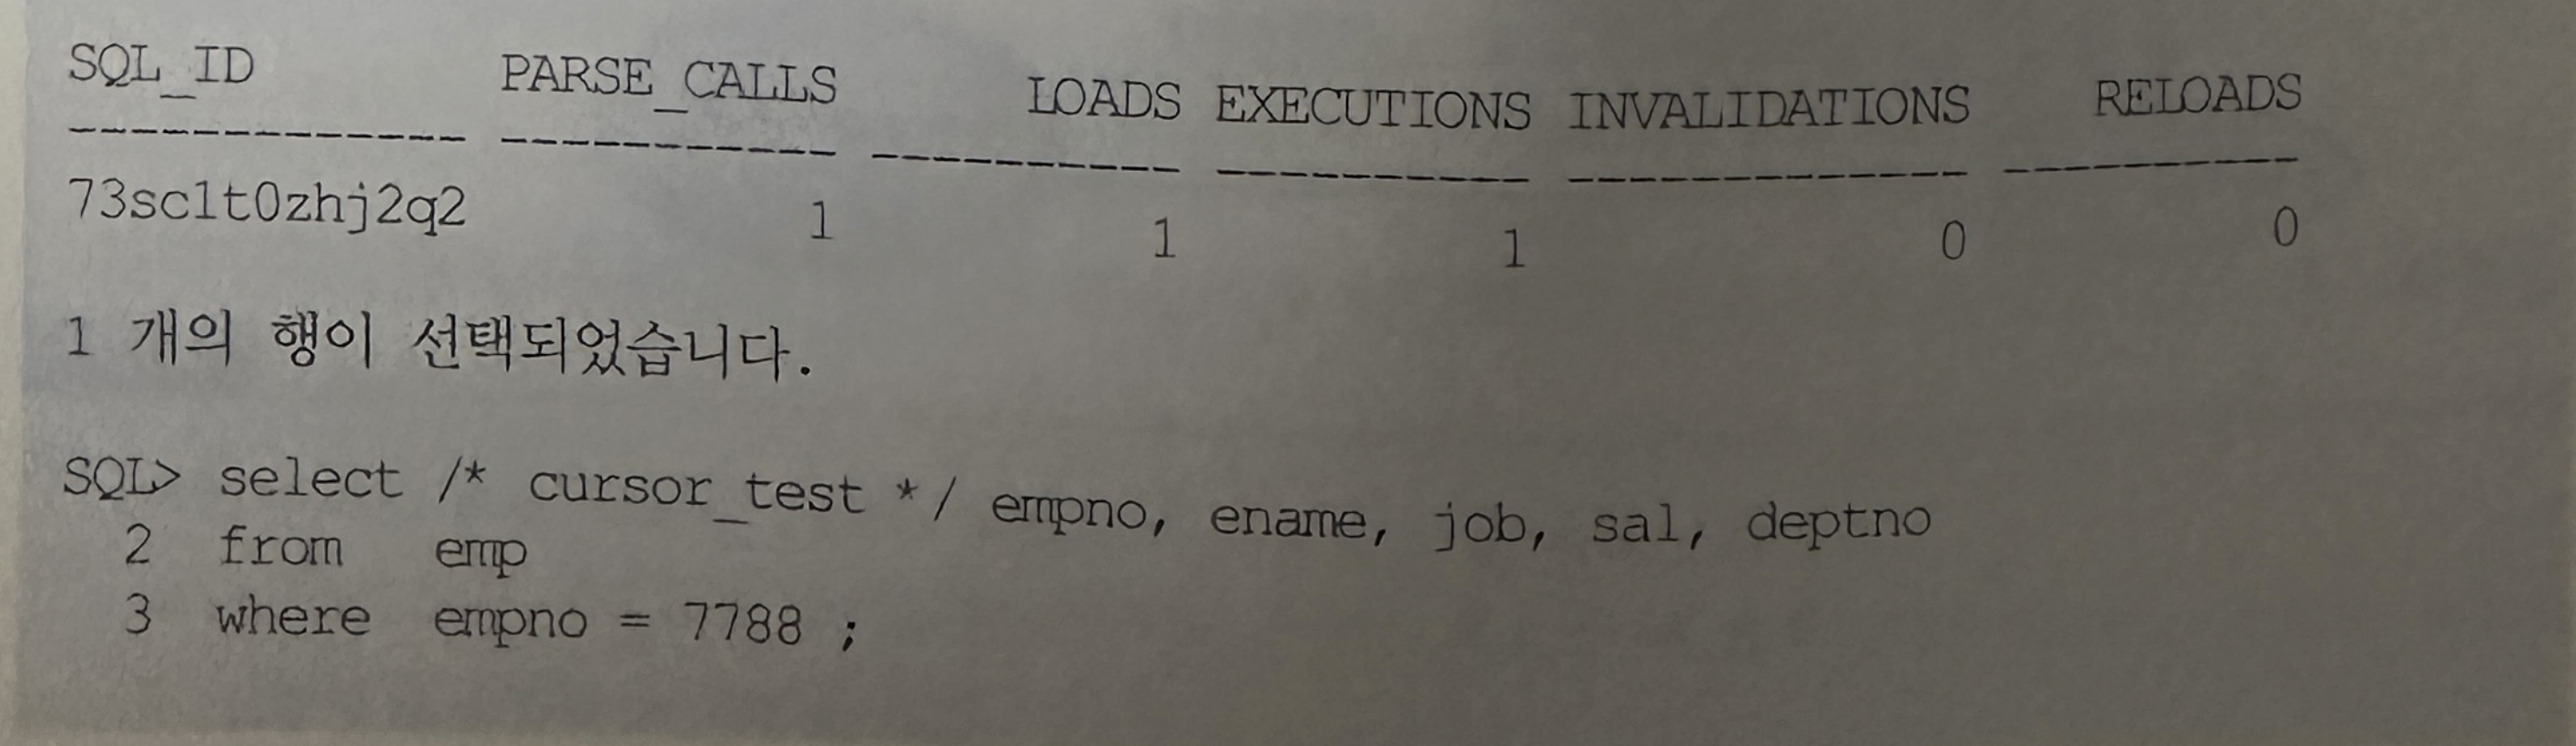 SQL_ID PARSE_CALLS LOADS EXECUTIONS INVALIDATIONS RELOADS
------------- ----------- ---------- ---------- ------------- ----------
73sc1t0zhj2q2 1 1 1 0 0
1 개의 행이 선택되었습니다.
SQL> select /* cursor_test */ empno, ename, job, sal, deptno
2 from emp
3 where empno = 7788 ;